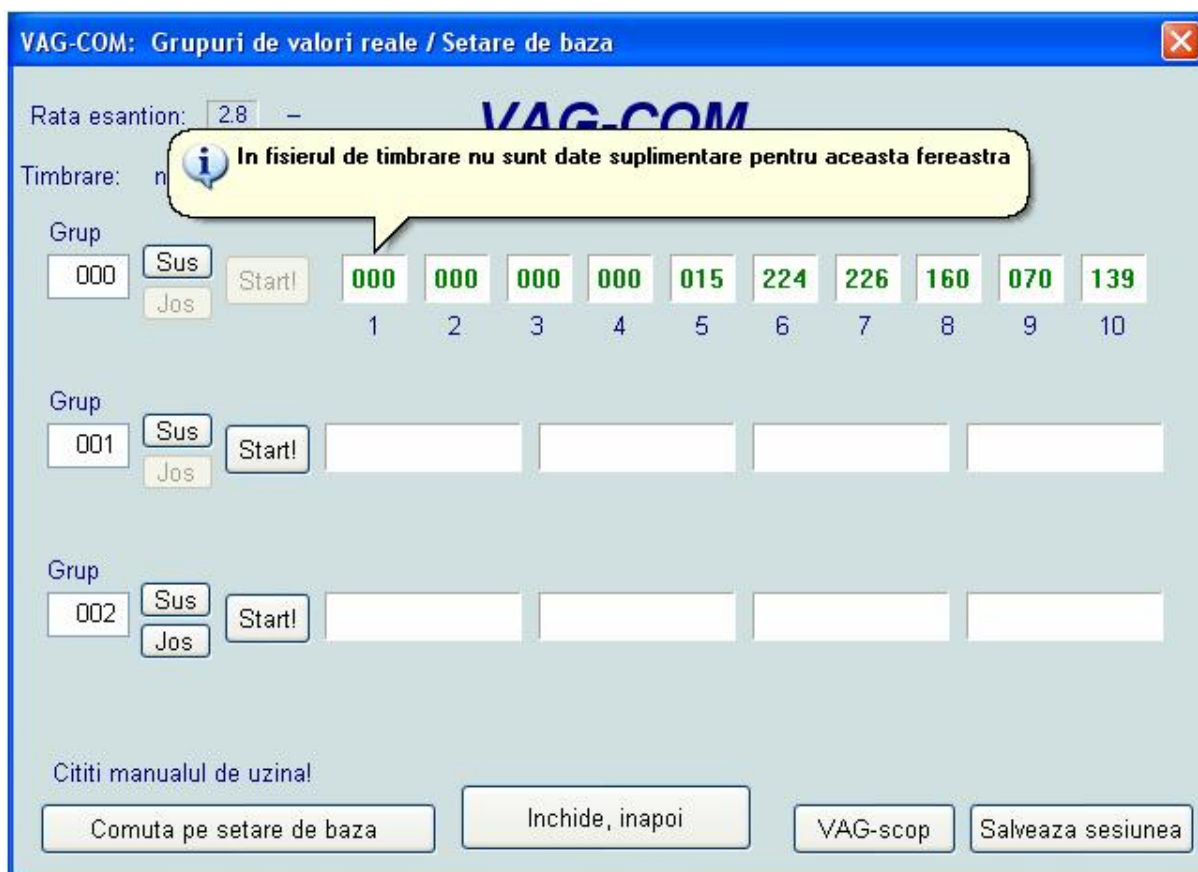 VAG-COM: Grupuri de valori reale / Setare de baza
Rata esantion: 2.8 –
VAG-COM
In fisierul de timbrare nu sunt date suplimentare pentru aceasta fereastra
Timbrare: n
Grup
000 Sus Jos Start! 000 000 000 000 015 224 226 160 070 139
1 2 3 4 5 6 7 8 9 10
Grup
001 Sus Jos Start!
Grup
002 Sus Jos Start!
Cititi manualul de uzina!
Comuta pe setare de baza Inchide, inapoi VAG-scop Salveaza sesiunea